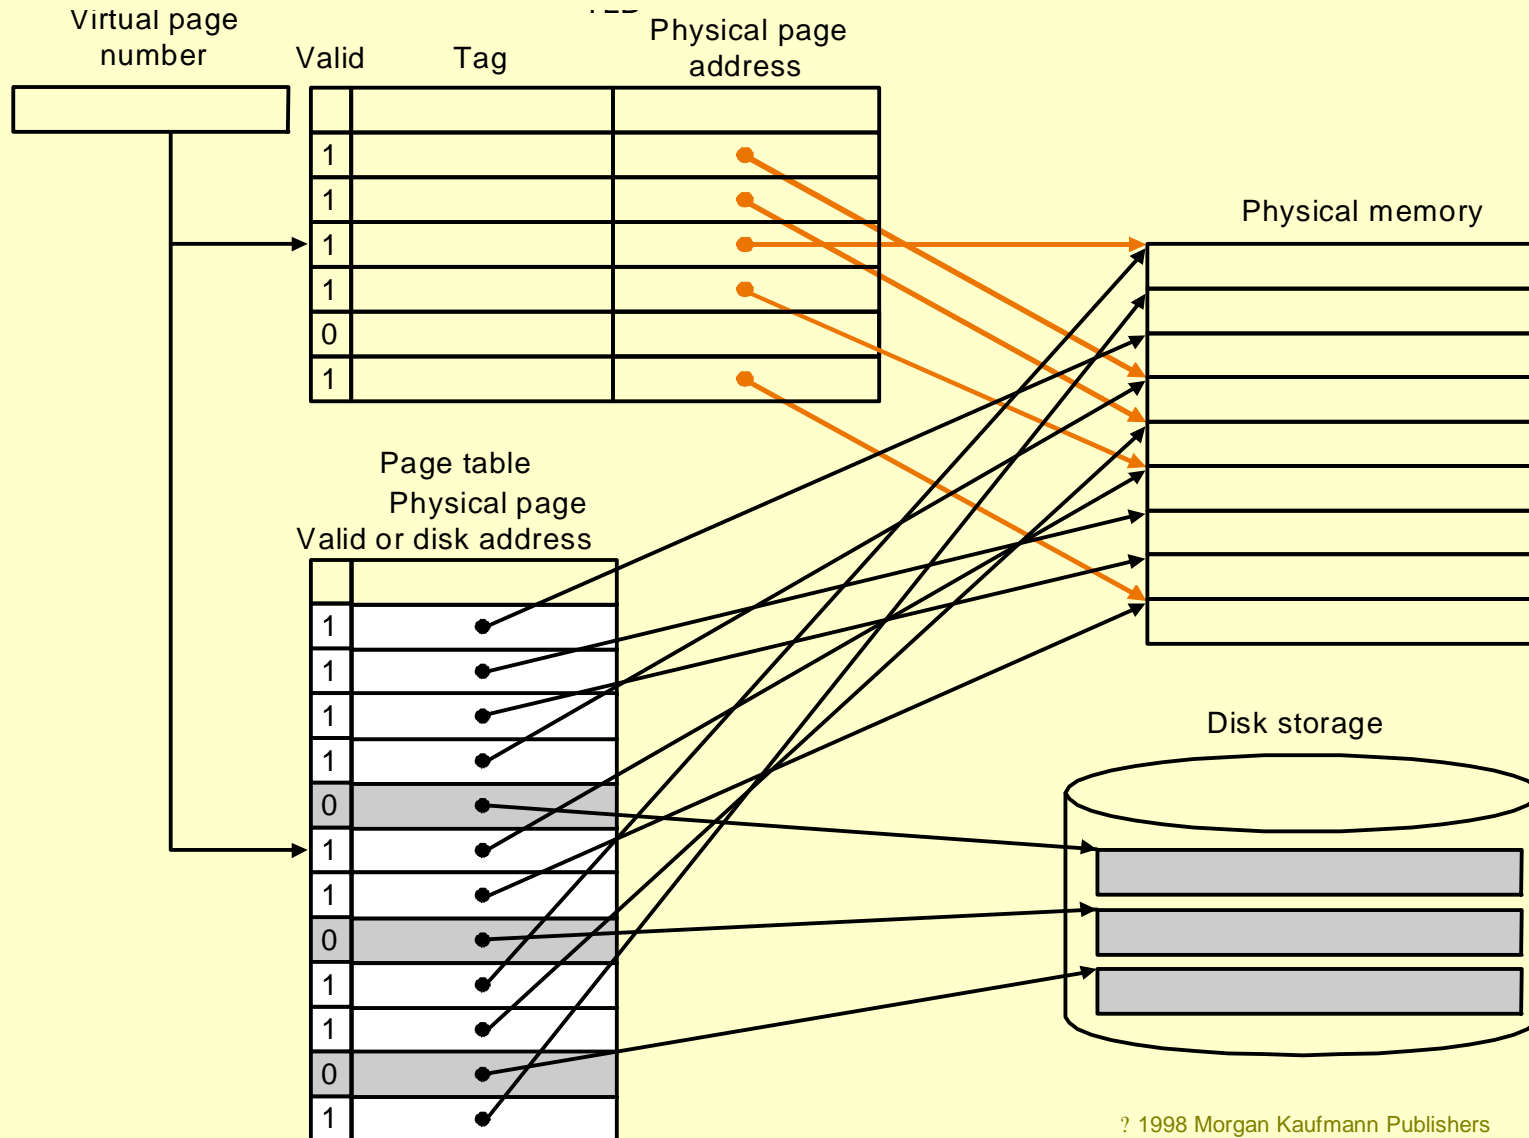 Virtual page
number
Valid
Tag
Physical page
address
1
1
1
1
0
1
Physical memory
Page table
Physical page
Valid or disk address
1
1
1
1
0
1
1
0
1
1
0
1
Disk storage
? 1998 Morgan Kaufmann Publishers